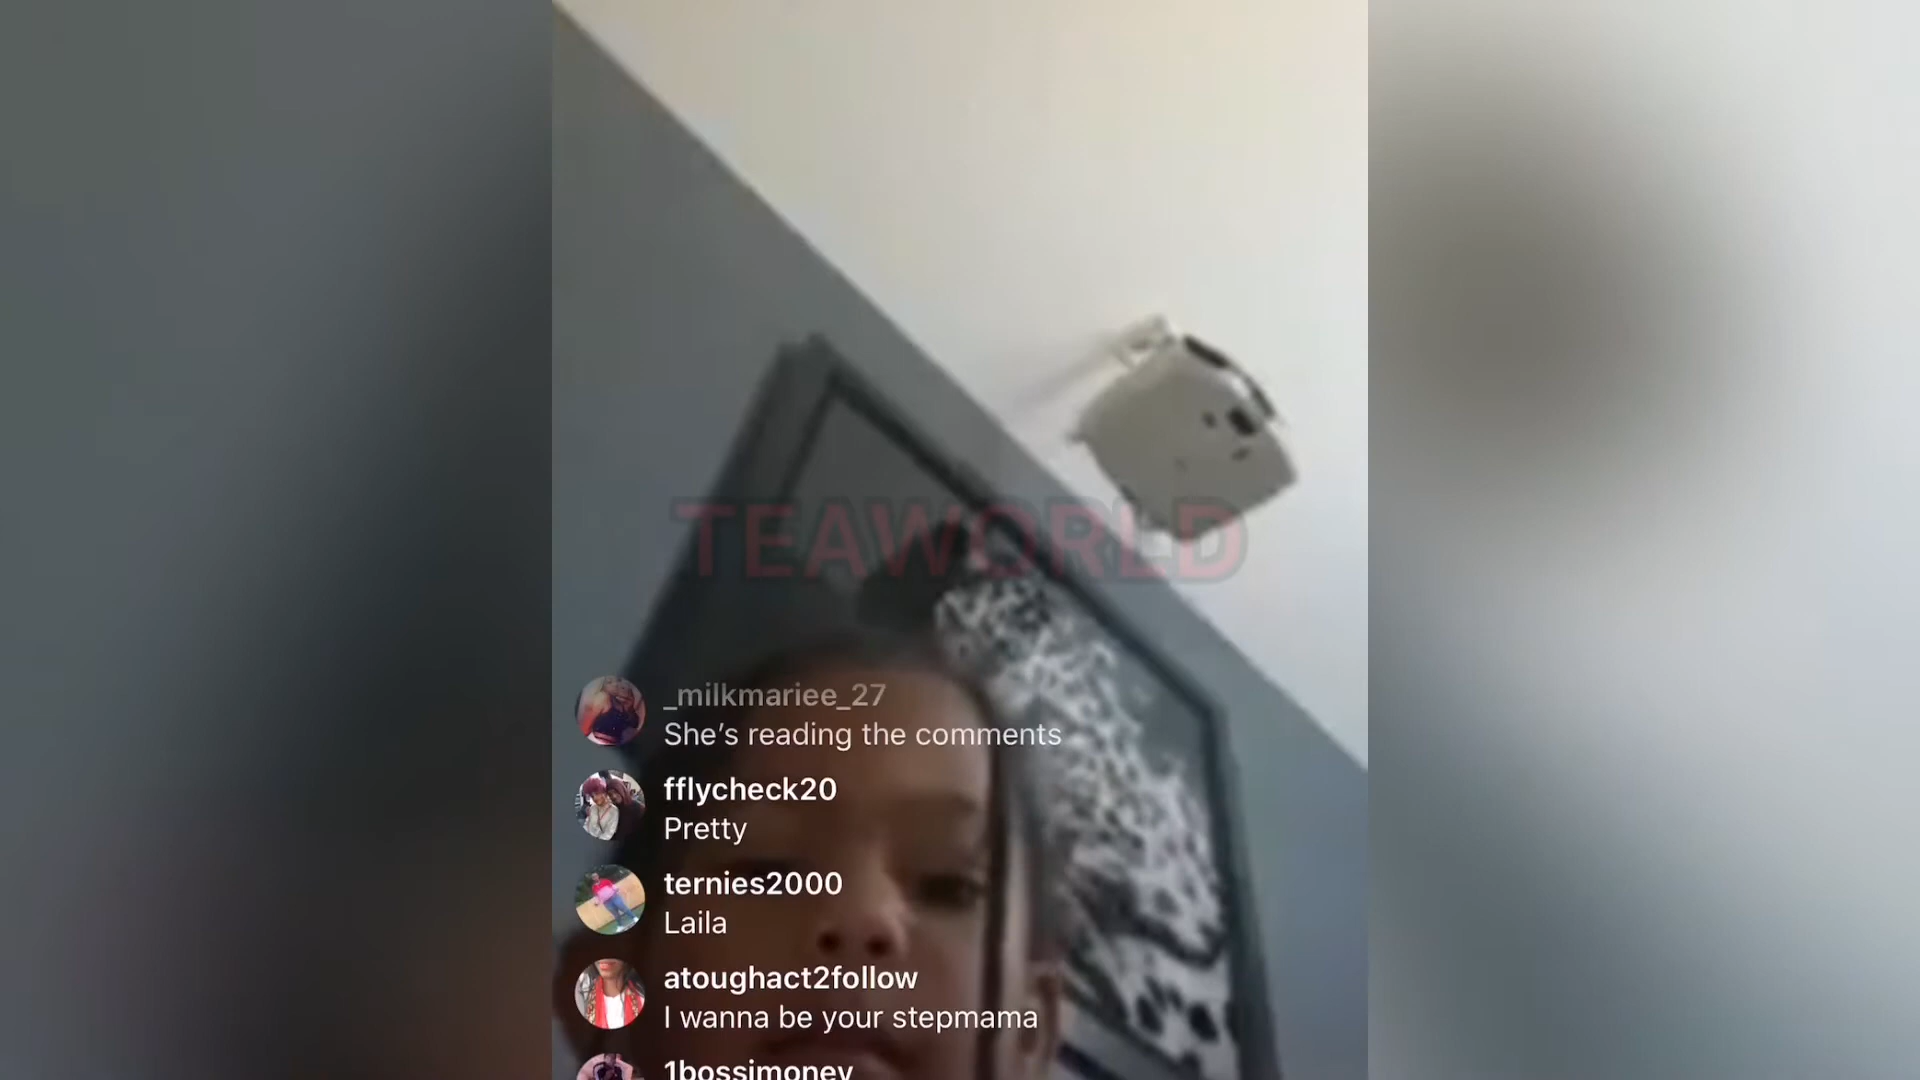 TEAWORLD
_milkmariee_27
She’s reading the comments
fflycheck20
Pretty
ternies2000
Laila
atoughact2follow
I wanna be your stepmama
1bossimoney